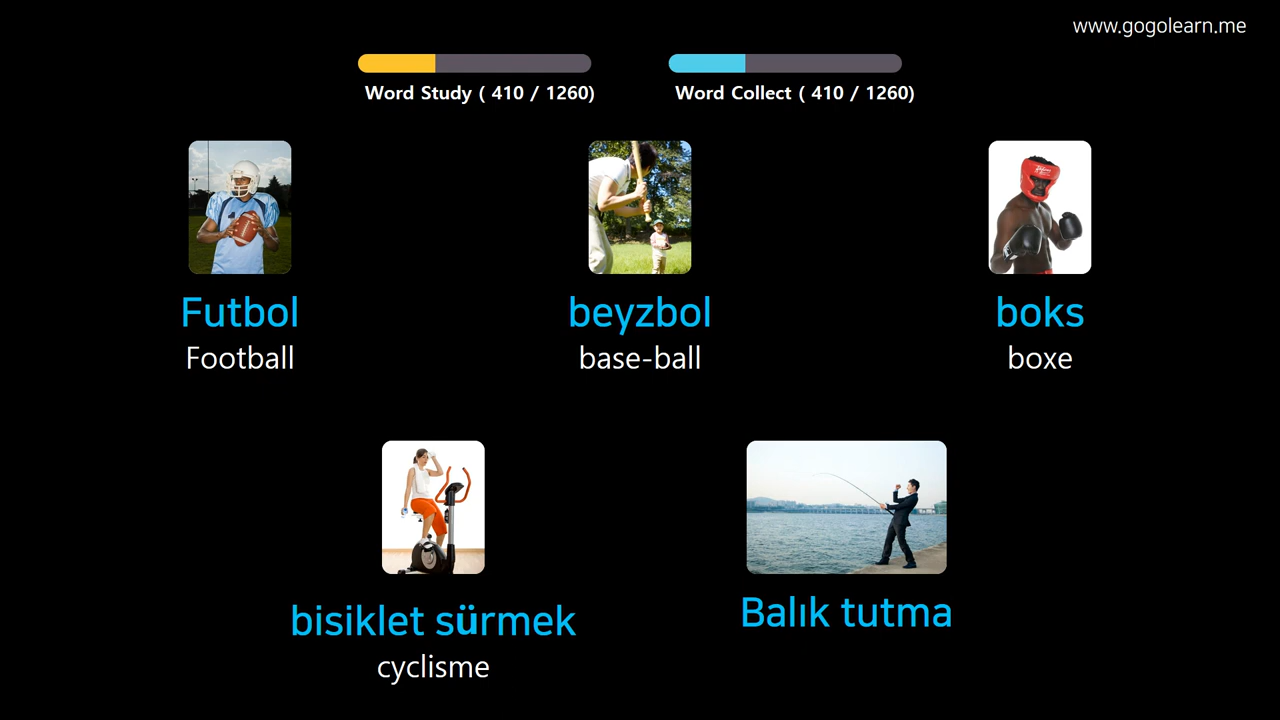 www.gogolearn.me
Word Study ( 410 / 1260)
Word Collect ( 410 / 1260)
Futbol
Football
beyzbol
base-ball
boks
boxe
bisiklet sürmek
cyclisme
Balık tutma